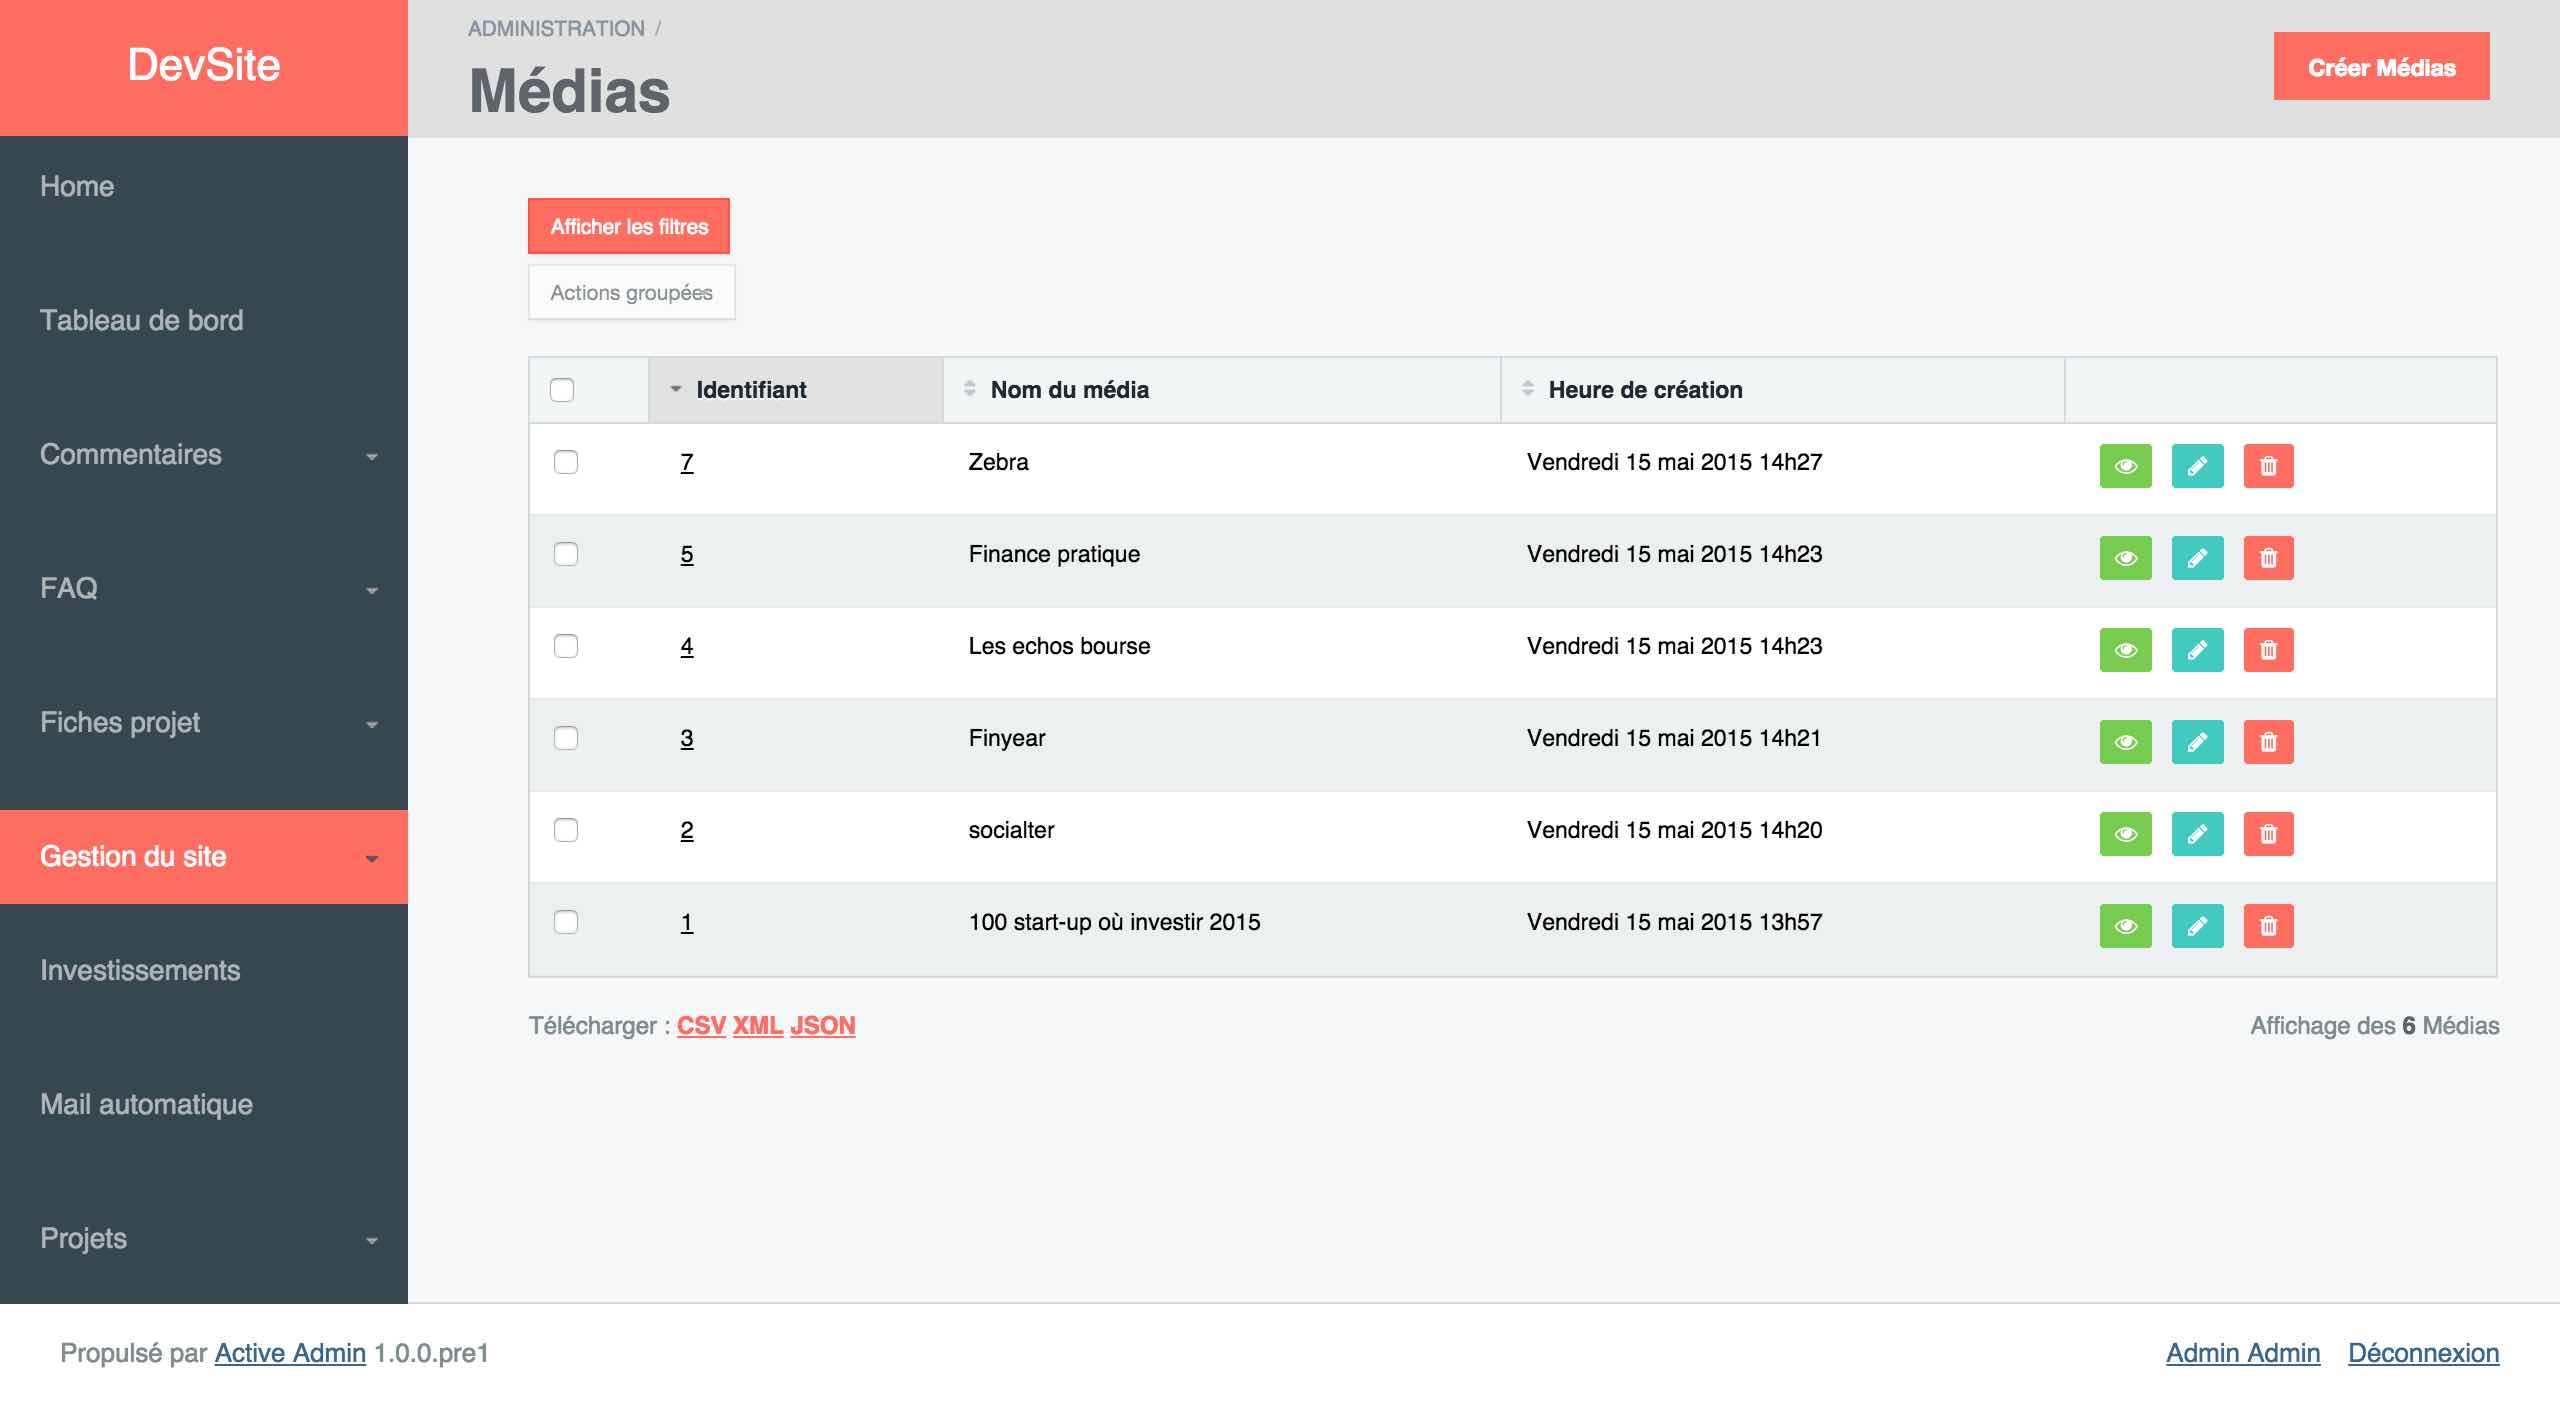 DevSite
ADMINISTRATION /
Médias
Créer Médias
Home
Tableau de bord
Commentaires
FAQ
Fiches projet
Gestion du site
Investissements
Mail automatique
Projets
Afficher les filtres
Actions groupées
Identifiant Nom du média Heure de création
7 Zebra Vendredi 15 mai 2015 14h27
5 Finance pratique Vendredi 15 mai 2015 14h23
4 Les echos bourse Vendredi 15 mai 2015 14h23
3 Finyear Vendredi 15 mai 2015 14h21
2 socialter Vendredi 15 mai 2015 14h20
1 100 start-up où investir 2015 Vendredi 15 mai 2015 13h57
Télécharger : CSV XML JSON
Affichage des 6 Médias
Propulsé par Active Admin 1.0.0.pre1
Admin Admin Déconnexion